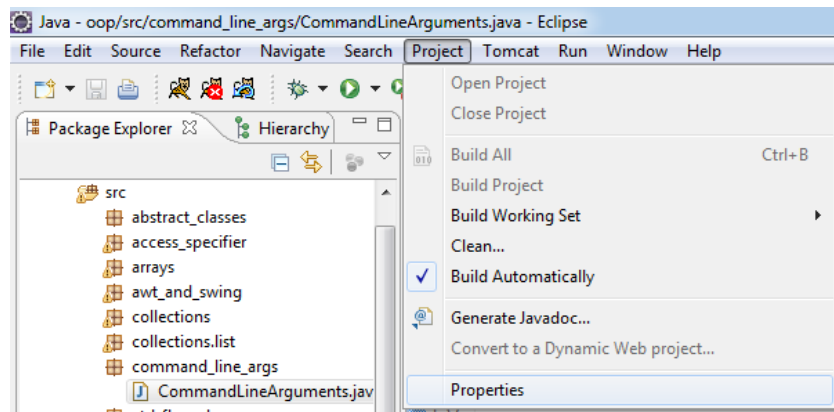 Java - oop/src/command_line_args/CommandLineArguments.java - Eclipse
File Edit Source Refactor Navigate Search Project Tomcat Run Window Help
Package Explorer Hierarchy
src
abstract_classes
access_specifier
arrays
awt_and_swing
collections
collections.list
command_line_args
CommandLineArguments.jav
Open Project
Close Project
010
Build All Ctrl+B
Build Project
Build Working Set
Clean...
Build Automatically
Generate Javadoc...
Convert to a Dynamic Web project...
Properties